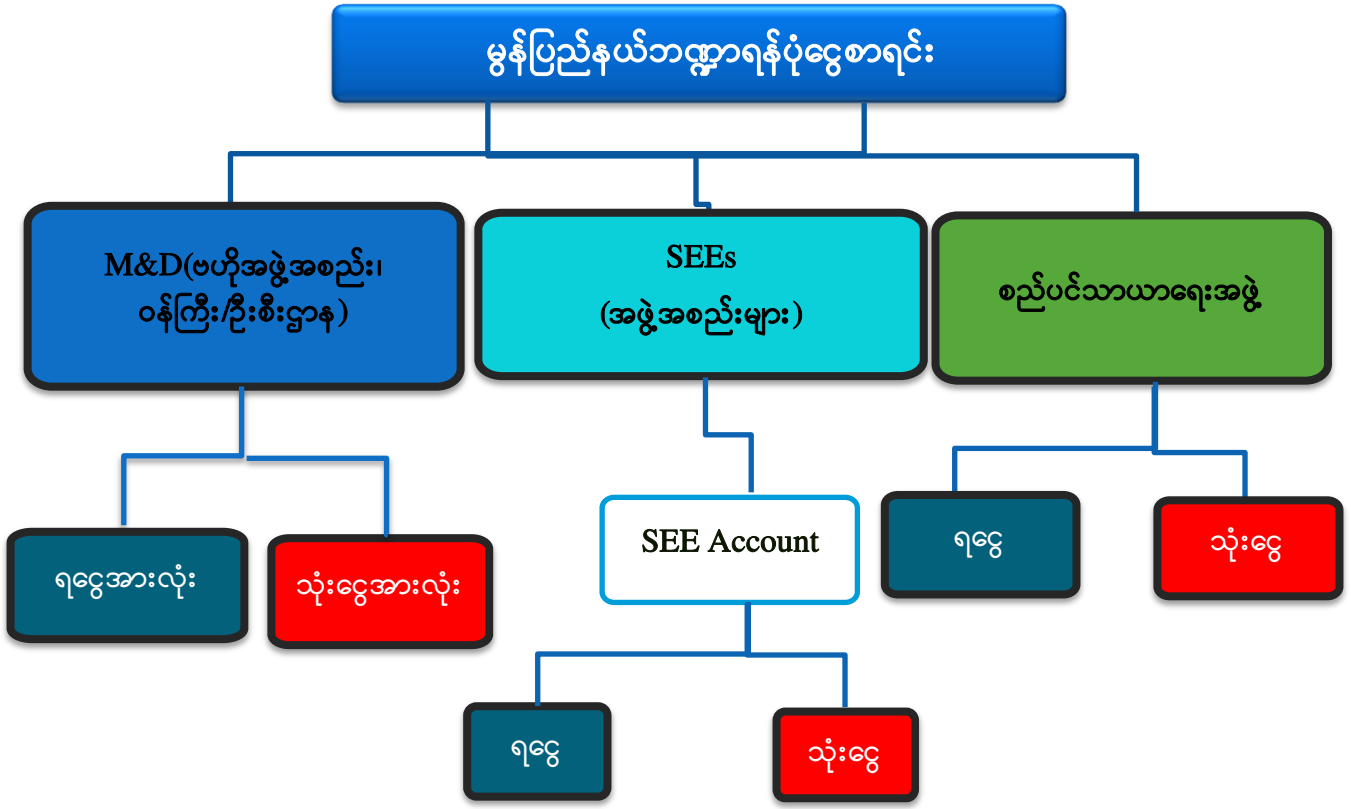 မွန်ပြည်နယ်ဘဏ္ဍာရန်ပုံငွေစာရင်း
M&D(ဗဟိုအဖွဲ့အစည်း၊
ဝန်ကြီး/ဦးစီးဌာန)
SEEs
(အဖွဲ့အစည်းများ)
စည်ပင်သာယာရေးအဖွဲ့
ရငွေအားလုံး
သုံးငွေအားလုံး
SEE Account
ရငွေ
သုံးငွေ
ရငွေ
သုံးငွေ